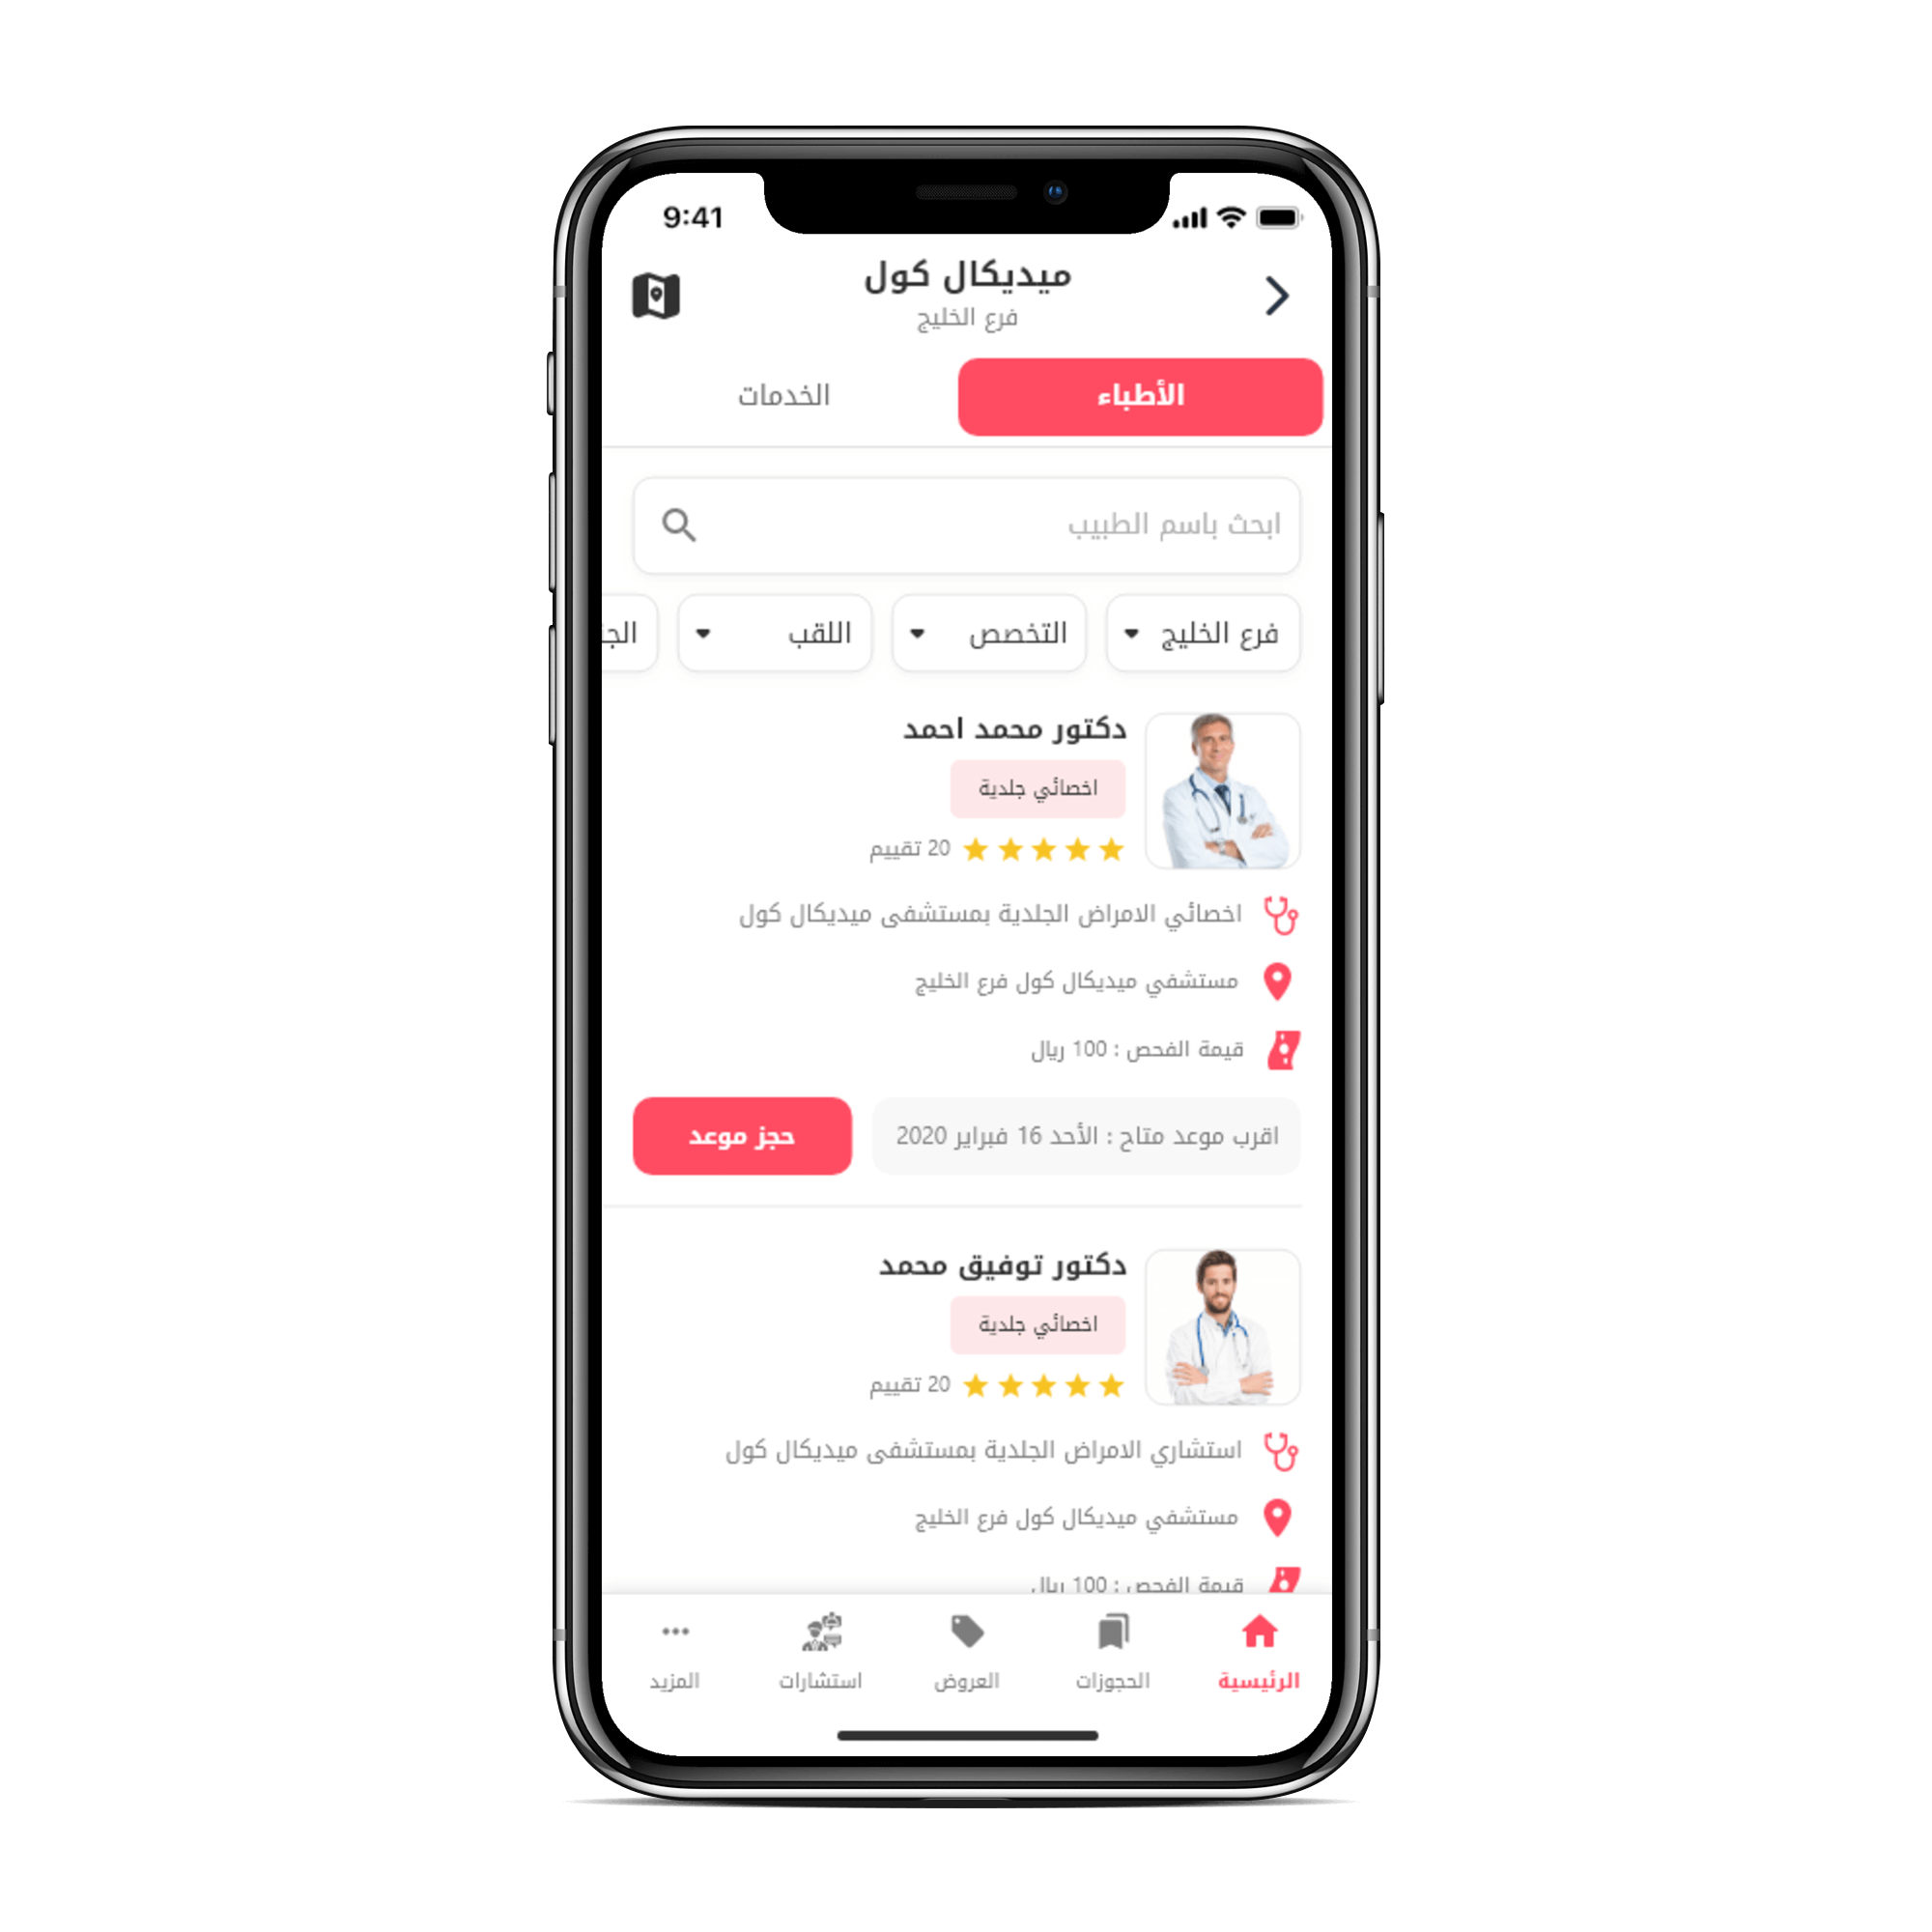 9:41
ميديكال كول
فرع الخليج
الأطباء
الخدمات
ابحث باسم الطبيب
فرع الخليج
التخصص
اللقب
دكتور محمد احمد
اخصائي جلدية
20 تقييم
اخصائي الامراض الجلدية بمستشفى ميديكال كول
مستشفي ميديكال كول فرع الخليج
قيمة الفحص : 100 ريال
اقرب موعد متاح : الأحد 16 فبراير 2020
حجز موعد
دكتور توفيق محمد
اخصائي جلدية
20 تقييم
استشاري الامراض الجلدية بمستشفى ميديكال كول
مستشفي ميديكال كول فرع الخليج
قيمة الفحص : 100 ريال
الرئيسية
الحجوزات
العروض
استشارات
المزيد